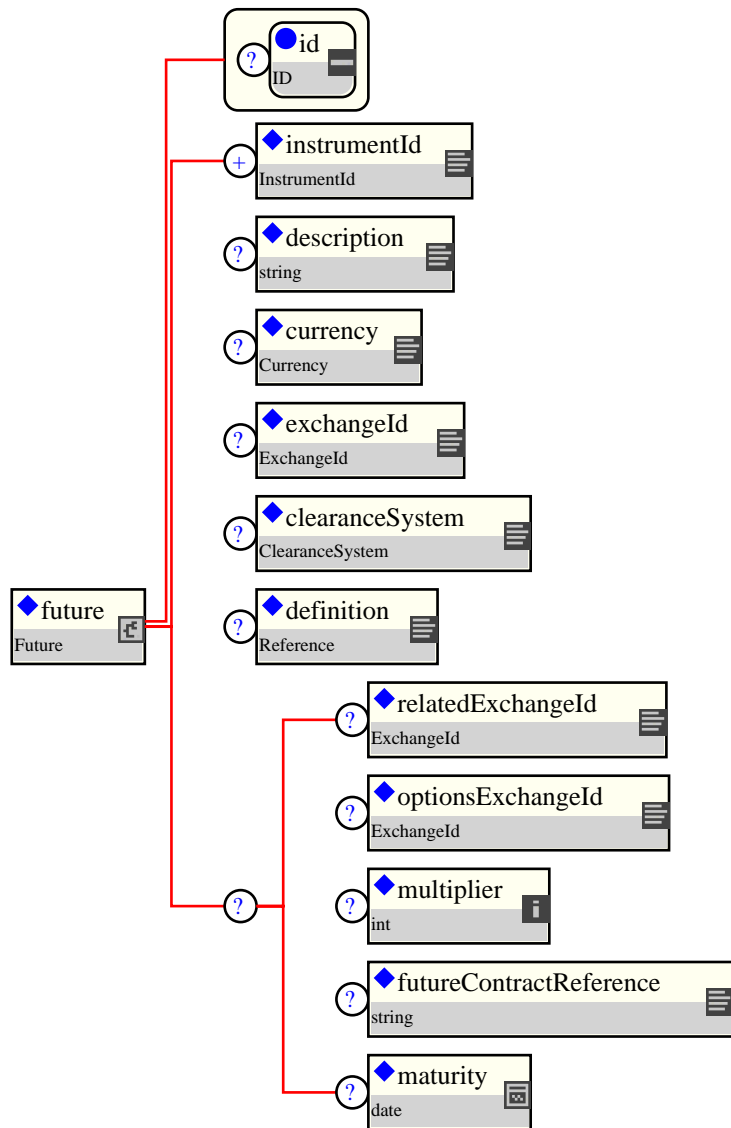 ?
id
ID
+
instrumentId
InstrumentId
?
description
string
?
currency
Currency
?
exchangeId
ExchangeId
?
clearanceSystem
ClearanceSystem
future
Future
?
definition
Reference
?
relatedExchangeId
ExchangeId
?
optionsExchangeId
ExchangeId
?
?
multiplier
int
i
?
futureContractReference
string
?
maturity
date